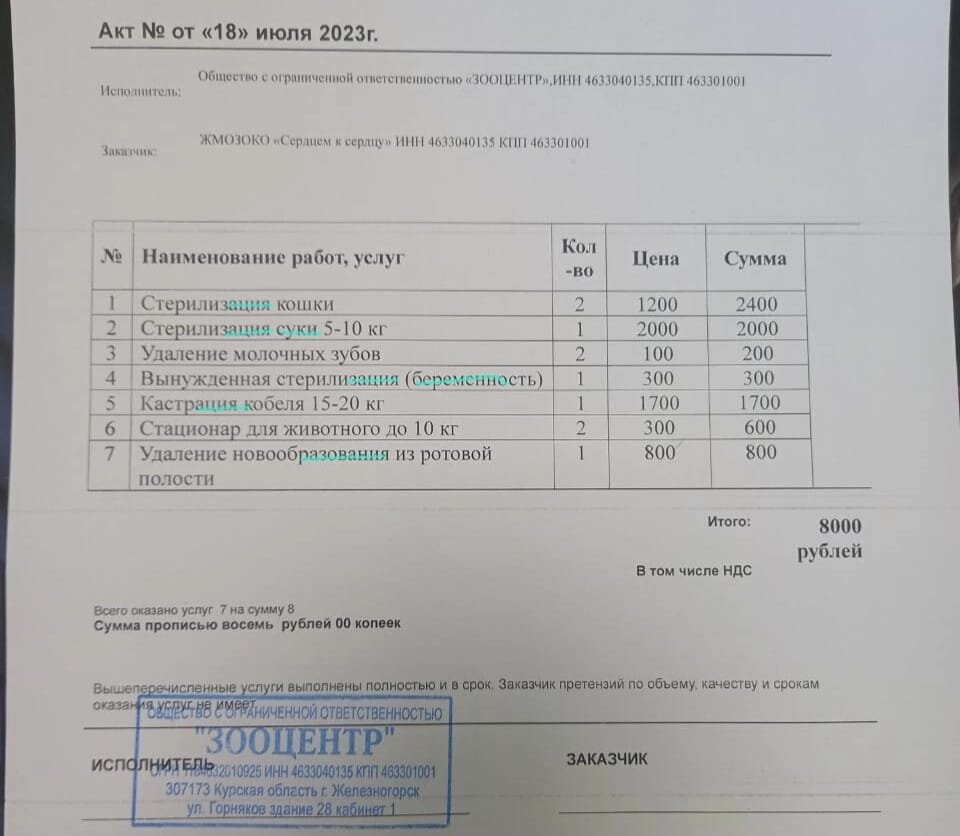 Акт № от «18» июля 2023г.
Общество с ограниченной ответственностью «ЗООЦЕНТР»,ИНН 4633040135,КПП 463301001
Исполнитель:
ЖМОЗОКО «Сердцем к сердцу» ИНН 4633040135 КПП 463301001
Заказчик:
№ Наименование работ, услуг Кол-во Цена Сумма
1 Стерилизация кошки 2 1200 2400
2 Стерилизация суки 5-10 кг 1 2000 2000
3 Удаление молочных зубов 2 100 200
4 Вынужденная стерилизация (беременность) 1 300 300
5 Кастрация кобеля 15-20 кг 1 1700 1700
6 Стационар для животного до 10 кг 2 300 600
7 Удаление новообразования из ротовой 1 800 800
полости
Итого: 8000
рублей
В том числе НДС
Всего оказано услуг 7 на сумму 8
Сумма прописью восемь рублей 00 копеек
Вышеперечисленные услуги выполнены полностью и в срок. Заказчик претензий по объему, качеству и срокам
оказания услуг не имеет.
ОБЩЕСТВО С ОГРАНИЧЕННОЙ ОТВЕТСТВЕННОСТЬЮ
"ЗООЦЕНТР"
ИСПОЛНИТЕЛЬ ЗАКАЗЧИК
ОГРН ИНН 4633040135 КПП 463301001
307173 Курская область г. Железногорск
ул. Горняков здание 28 кабинет 1